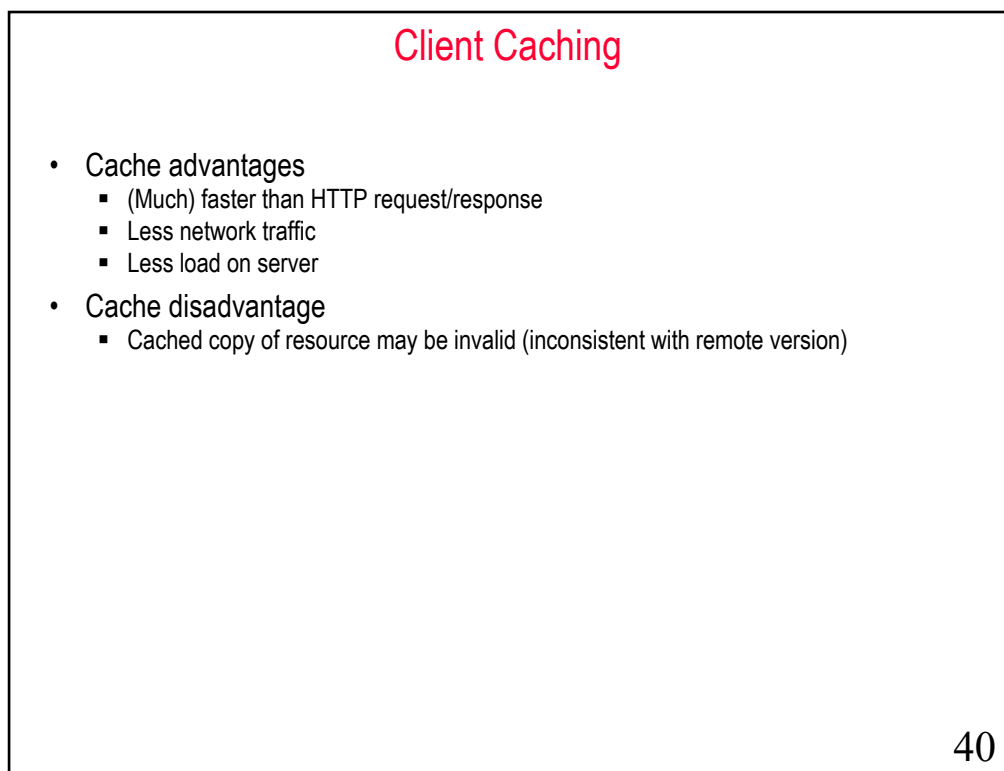 Client Caching
• Cache advantages
▪ (Much) faster than HTTP request/response
▪ Less network traffic
▪ Less load on server
• Cache disadvantage
▪ Cached copy of resource may be invalid (inconsistent with remote version)
40